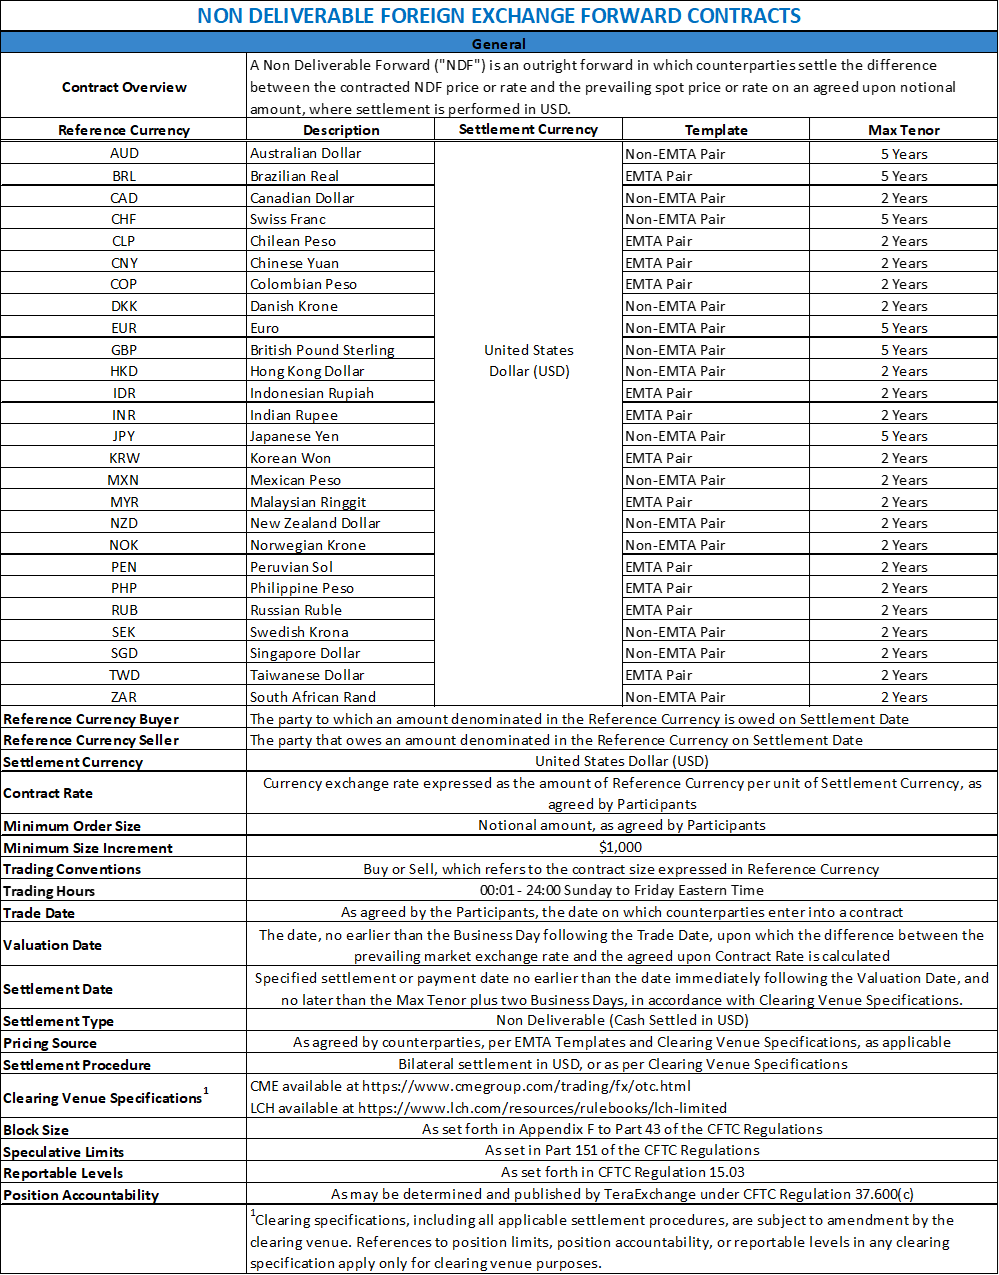 NON DELIVERABLE FOREIGN EXCHANGE FORWARD CONTRACTS
General
Contract Overview
A Non Deliverable Forward ("NDF") is an outright forward in which counterparties settle the difference
between the contracted NDF price or rate and the prevailing spot price or rate on an agreed upon notional
amount, where settlement is performed in USD.
Reference Currency Description Settlement Currency Template Max Tenor
AUD Australian Dollar Non-EMTA Pair 5 Years
BRL Brazilian Real EMTA Pair 5 Years
CAD Canadian Dollar Non-EMTA Pair 2 Years
CHF Swiss Franc Non-EMTA Pair 5 Years
CLP Chilean Peso EMTA Pair 2 Years
CNY Chinese Yuan EMTA Pair 2 Years
COP Colombian Peso EMTA Pair 2 Years
DKK Danish Krone Non-EMTA Pair 2 Years
EUR Euro Non-EMTA Pair 5 Years
GBP British Pound Sterling United States Non-EMTA Pair 5 Years
HKD Hong Kong Dollar Dollar (USD) Non-EMTA Pair 2 Years
IDR Indonesian Rupiah EMTA Pair 2 Years
INR Indian Rupee EMTA Pair 2 Years
JPY Japanese Yen Non-EMTA Pair 5 Years
KRW Korean Won EMTA Pair 2 Years
MXN Mexican Peso Non-EMTA Pair 2 Years
MYR Malaysian Ringgit EMTA Pair 2 Years
NZD New Zealand Dollar Non-EMTA Pair 2 Years
NOK Norwegian Krone Non-EMTA Pair 2 Years
PEN Peruvian Sol EMTA Pair 2 Years
PHP Philippine Peso EMTA Pair 2 Years
RUB Russian Ruble EMTA Pair 2 Years
SEK Swedish Krona Non-EMTA Pair 2 Years
SGD Singapore Dollar Non-EMTA Pair 2 Years
TWD Taiwanese Dollar EMTA Pair 2 Years
ZAR South African Rand Non-EMTA Pair 2 Years
Reference Currency Buyer The party to which an amount denominated in the Reference Currency is owed on Settlement Date
Reference Currency Seller The party that owes an amount denominated in the Reference Currency on Settlement Date
Settlement Currency United States Dollar (USD)
Contract Rate
Currency exchange rate expressed as the amount of Reference Currency per unit of Settlement Currency, as
agreed by Participants
Minimum Order Size Notional amount, as agreed by Participants
Minimum Size Increment $1,000
Trading Conventions Buy or Sell, which refers to the contract size expressed in Reference Currency
Trading Hours 00:01 - 24:00 Sunday to Friday Eastern Time
Trade Date As agreed by the Participants, the date on which counterparties enter into a contract
Valuation Date
The date, no earlier than the Business Day following the Trade Date, upon which the difference between the
prevailing market exchange rate and the agreed upon Contract Rate is calculated
Settlement Date
Specified settlement or payment date no earlier than the date immediately following the Valuation Date, and
no later than the Max Tenor plus two Business Days, in accordance with Clearing Venue Specifications.
Settlement Type Non Deliverable (Cash Settled in USD)
Pricing Source As agreed by counterparties, per EMTA Templates and Clearing Venue Specifications, as applicable
Settlement Procedure Bilateral settlement in USD, or as per Clearing Venue Specifications
Clearing Venue Specifications1
CME available at https://www.cmegroup.com/trading/fx/otc.html
LCH available at https://www.lch.com/resources/rulebooks/lch-limited
Block Size As set forth in Appendix F to Part 43 of the CFTC Regulations
Speculative Limits As set in Part 151 of the CFTC Regulations
Reportable Levels As set forth in CFTC Regulation 15.03
Position Accountability As may be determined and published by TeraExchange under CFTC Regulation 37.600(c)
1Clearing specifications, including all applicable settlement procedures, are subject to amendment by the
clearing venue. References to position limits, position accountability, or reportable levels in any clearing
specification apply only for clearing venue purposes.